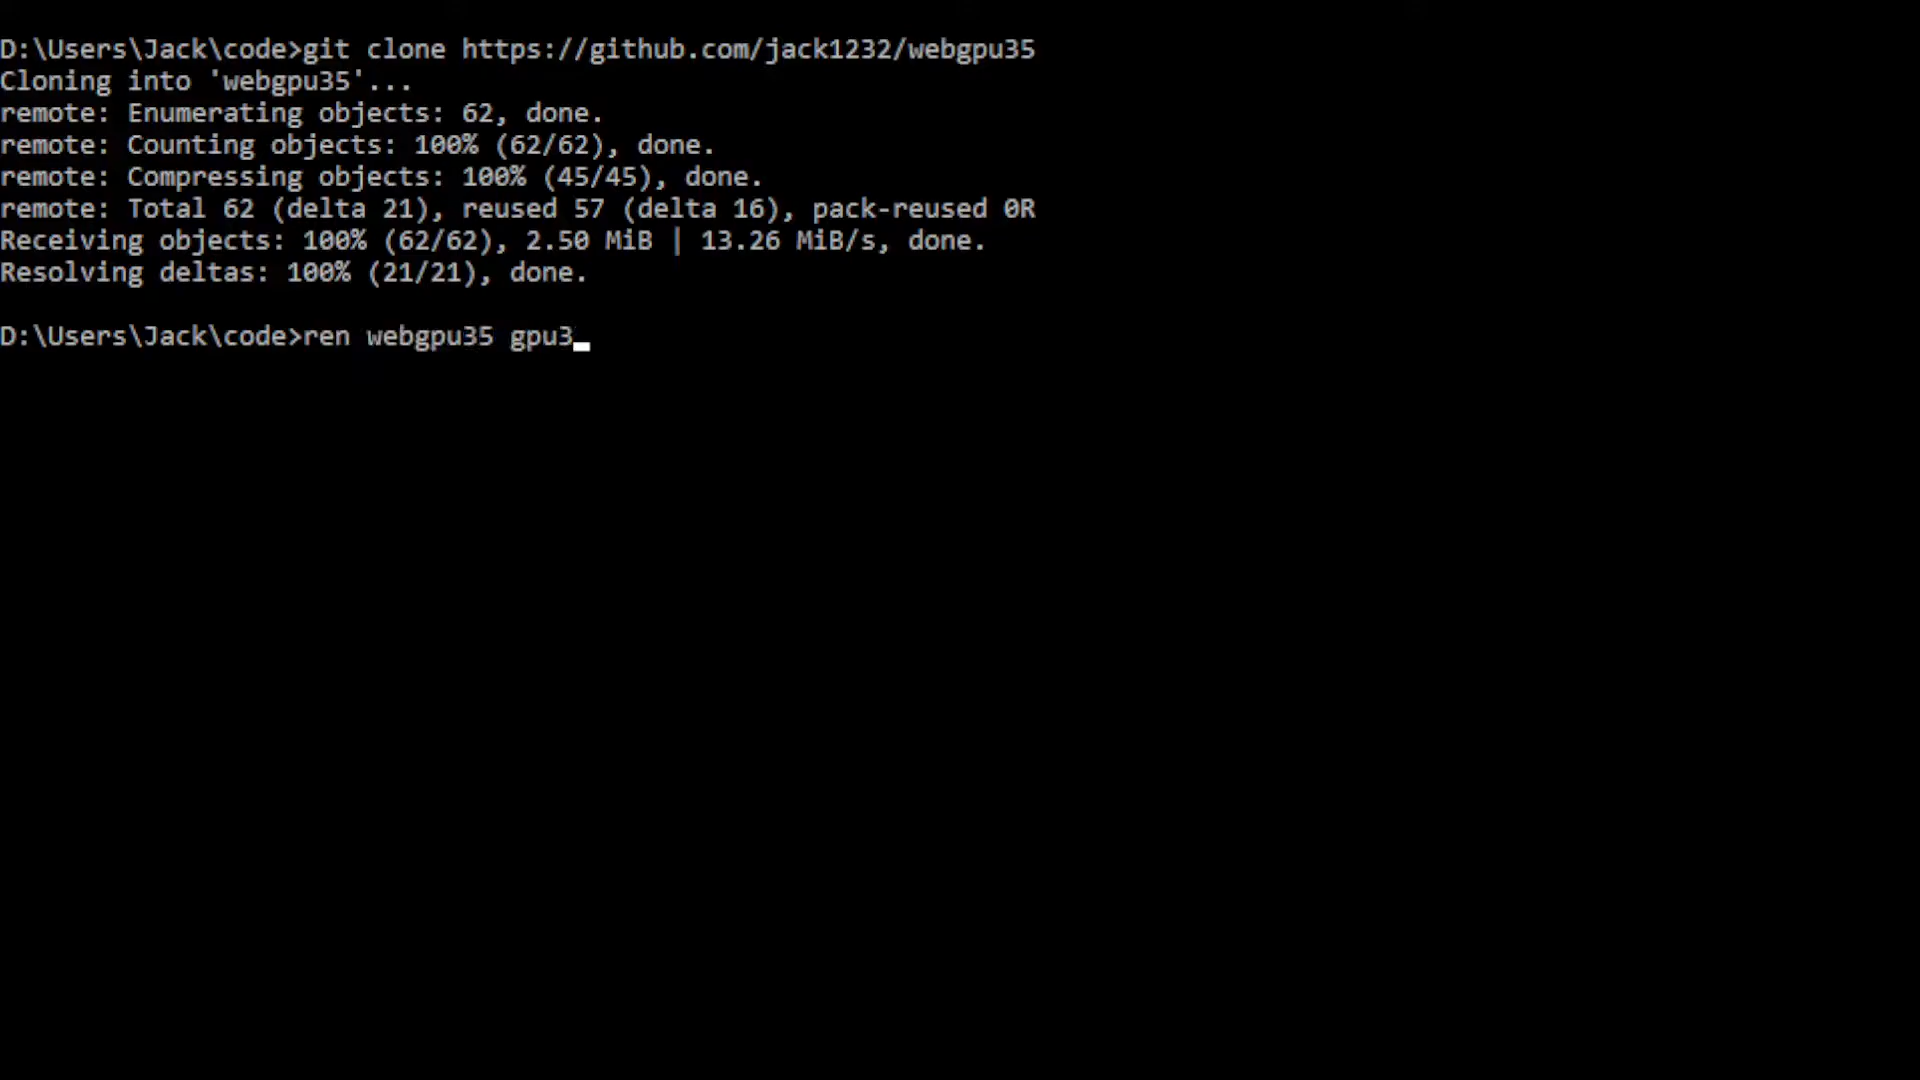 D:\Users\Jack\code>git clone https://github.com/jack1232/webgpu35
Cloning into 'webgpu35'...
remote: Enumerating objects: 62, done.
remote: Counting objects: 100% (62/62), done.
remote: Compressing objects: 100% (45/45), done.
remote: Total 62 (delta 21), reused 57 (delta 16), pack-reused 0R
Receiving objects: 100% (62/62), 2.50 MiB | 13.26 MiB/s, done.
Resolving deltas: 100% (21/21), done.
D:\Users\Jack\code>ren webgpu35 gpu3